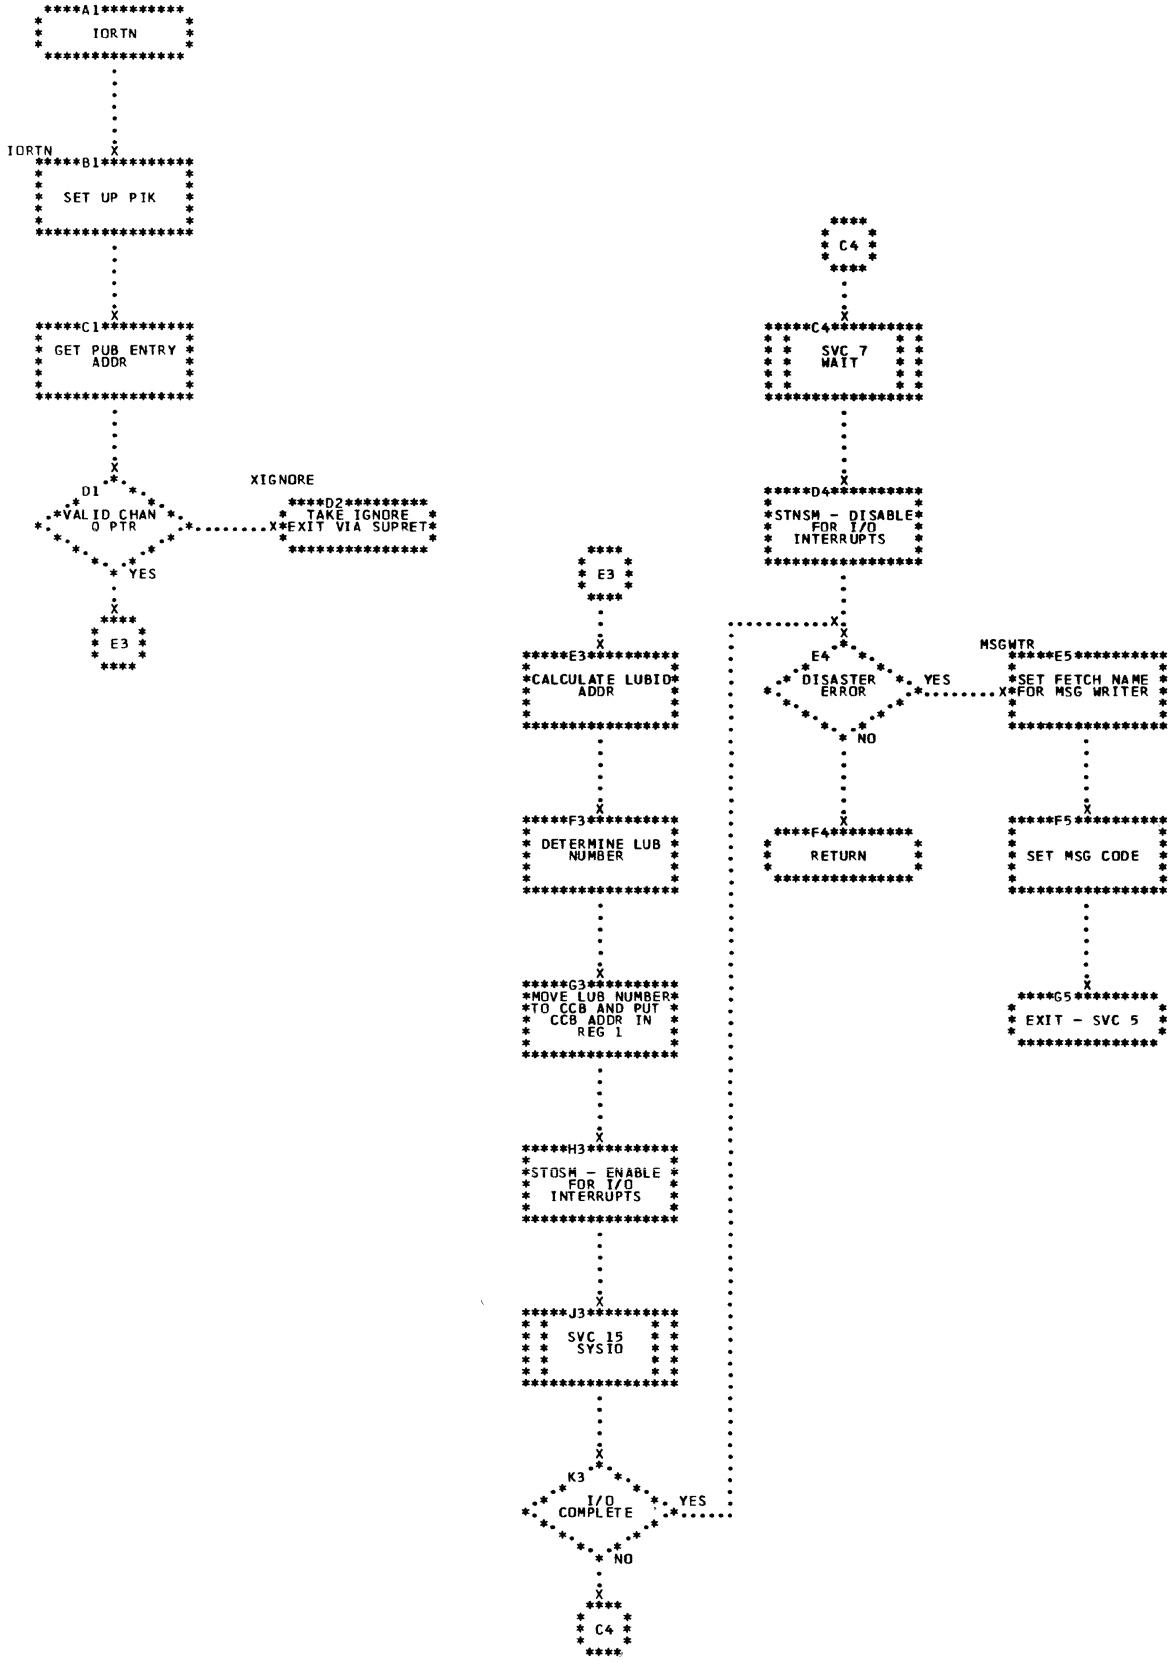 A1
IORTN
IORTN
B1
SET UP PIK
C1
GET PUB ENTRY
ADDR
D1
VALID CHAN
Q PTR
YES
E3
XIGNORE
D2
TAKE IGNORE
EXIT VIA SUPRET
E3
E3
CALCULATE LUBID
ADDR
F3
DETERMINE LUB
NUMBER
G3
MOVE LUB NUMBER
TO CCB AND PUT
CCB ADDR IN
REG 1
H3
STOSM - ENABLE
FOR I/O
INTERRUPTS
J3
SVC 15
SYSIO
K3
I/O
COMPLETE
YES
NO
C4
C4
C4
SVC 7
WAIT
D4
STNSM - DISABLE
FOR I/O
INTERRUPTS
E4
DISASTER
ERROR
YES
NO
F4
RETURN
MSGWTR
E5
SET FETCH NAME
FOR MSG WRITER
F5
SET MSG CODE
G5
EXIT - SVC 5